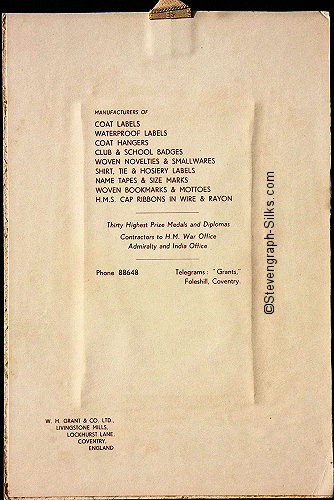 MANUFACTURERS OF
COAT LABELS
WATERPROOF LABELS
COAT HANGERS
CLUB & SCHOOL BADGES
WOVEN NOVELTIES & SMALLWARES
SHIRT, TIE & HOSIERY LABELS
NAME TAPES & SIZE MARKS
WOVEN BOOKMARKS & MOTTOES
H.M.S. CAP RIBBONS IN WIRE & RAYON
Thirty Highest Prize Medals and Diplomas
Contractors to H.M. War Office
Admiralty and India Office
Phone 88648 Telegrams: "Grants,"
Foleshill, Coventry.
W. H. GRANT & CO. LTD.,
LIVINGSTONE MILLS,
LOCKHURST LANE,
COVENTRY,
ENGLAND
©Stevengraph-Silks.com